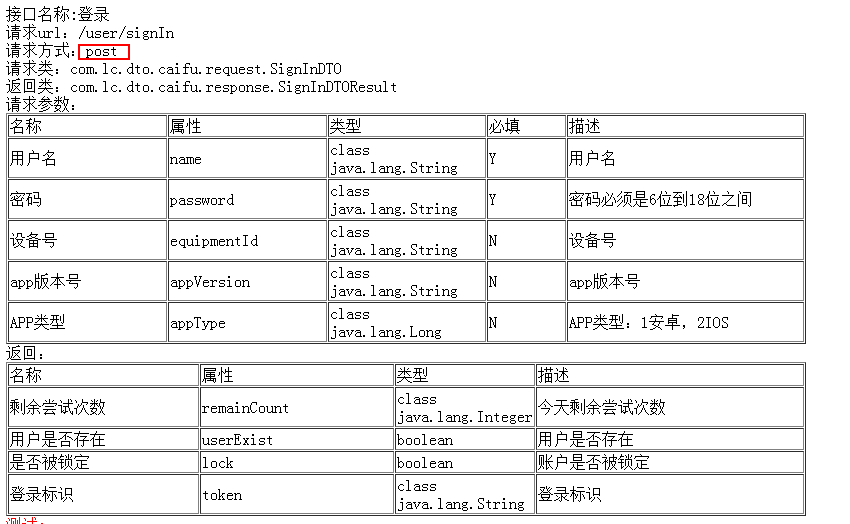 接口名称:登录
请求url: /user/signIn
请求方式: post
请求类: com.lc.dto.caifu.request.SignInDTO
返回类: com.lc.dto.caifu.response.SignInDTOResult
请求参数:
名称 属性 类型 必填 描述
用户名 name class java.lang.String Y 用户名
密码 password class java.lang.String Y 密码必须是6位到18位之间
设备号 equipmentId class java.lang.String N 设备号
app版本号 appVersion class java.lang.String N app版本号
APP类型 appType class java.lang.Long N APP类型: 1安卓, 2IOS
返回:
名称 属性 类型 描述
剩余尝试次数 remainCount class java.lang.Integer 今天剩余尝试次数
用户是否存在 userExist boolean 用户是否存在
是否被锁定 lock boolean 账户是否被锁定
登录标识 token class java.lang.String 登录标识